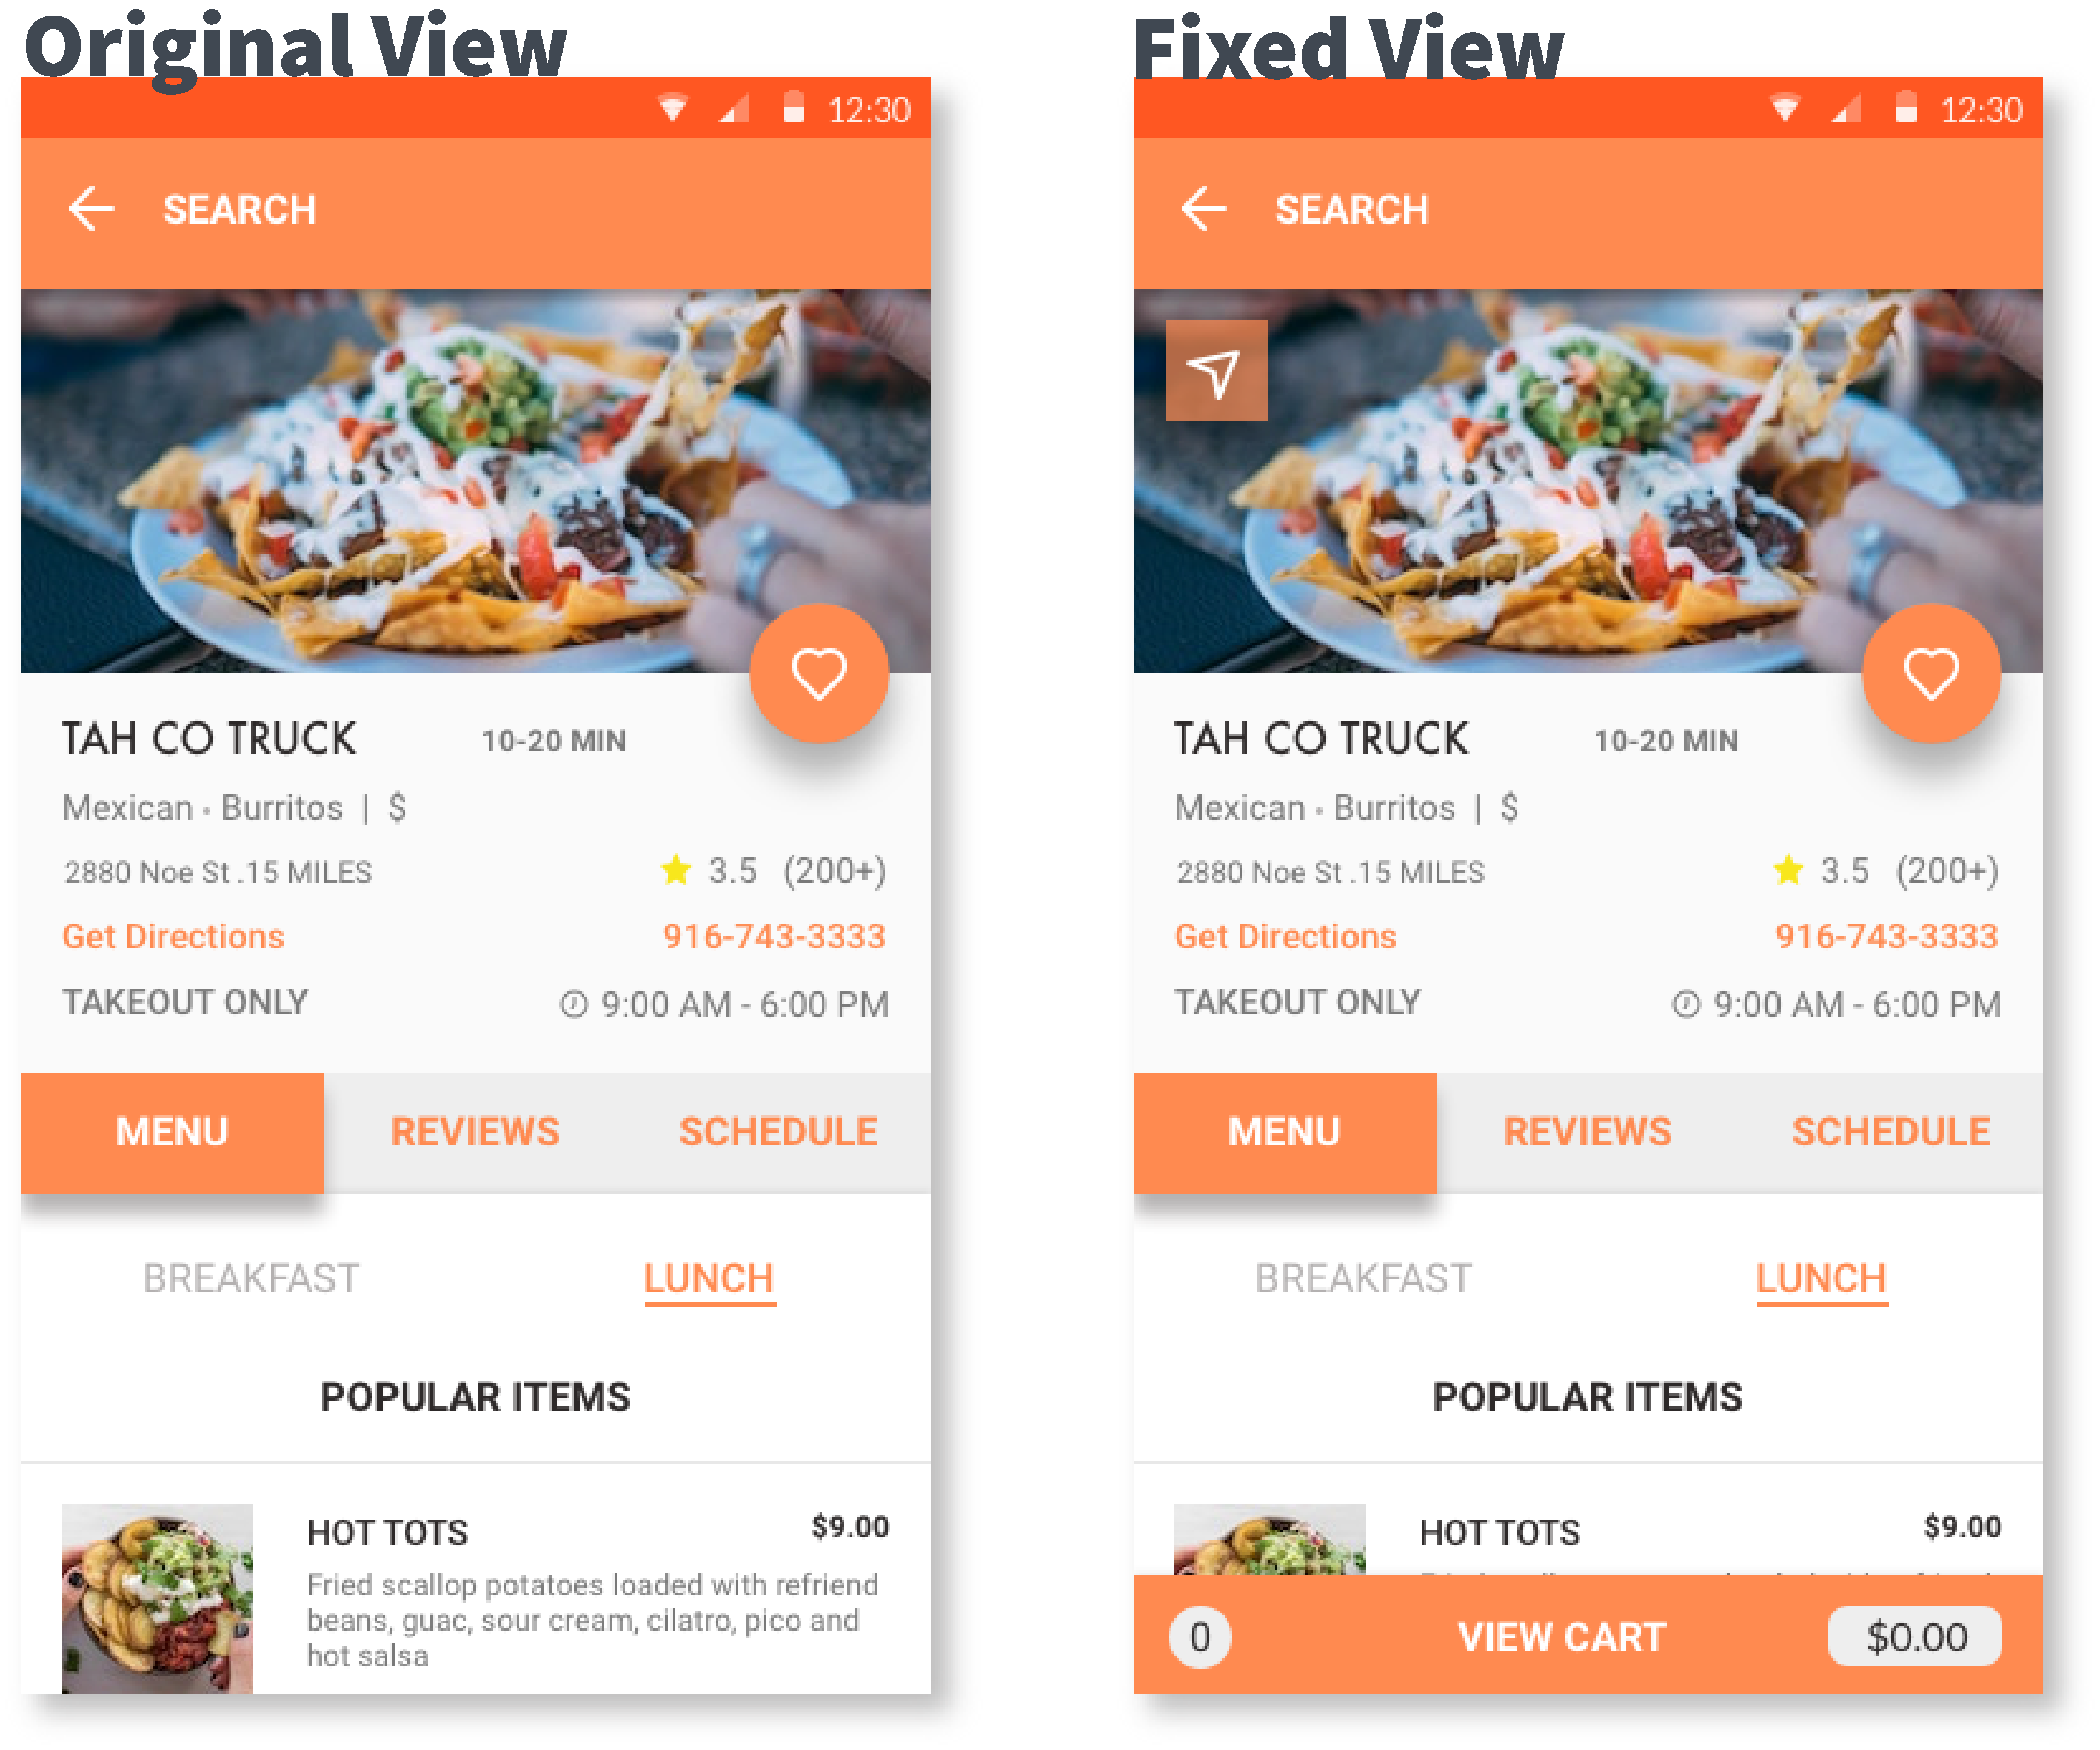 Original View
12:30
SEARCH
TAH CO TRUCK 10-20 MIN
Mexican • Burritos | $
2880 Noe St .15 MILES 3.5 (200+)
Get Directions 916-743-3333
TAKEOUT ONLY 9:00 AM - 6:00 PM
MENU REVIEWS SCHEDULE
BREAKFAST LUNCH
POPULAR ITEMS
HOT TOTS $9.00
Fried scallop potatoes loaded with refriend
beans, guac, sour cream, cilatro, pico and
hot salsa
Fixed View
12:30
SEARCH
TAH CO TRUCK 10-20 MIN
Mexican • Burritos | $
2880 Noe St .15 MILES 3.5 (200+)
Get Directions 916-743-3333
TAKEOUT ONLY 9:00 AM - 6:00 PM
MENU REVIEWS SCHEDULE
BREAKFAST LUNCH
POPULAR ITEMS
HOT TOTS $9.00
0 VIEW CART $0.00